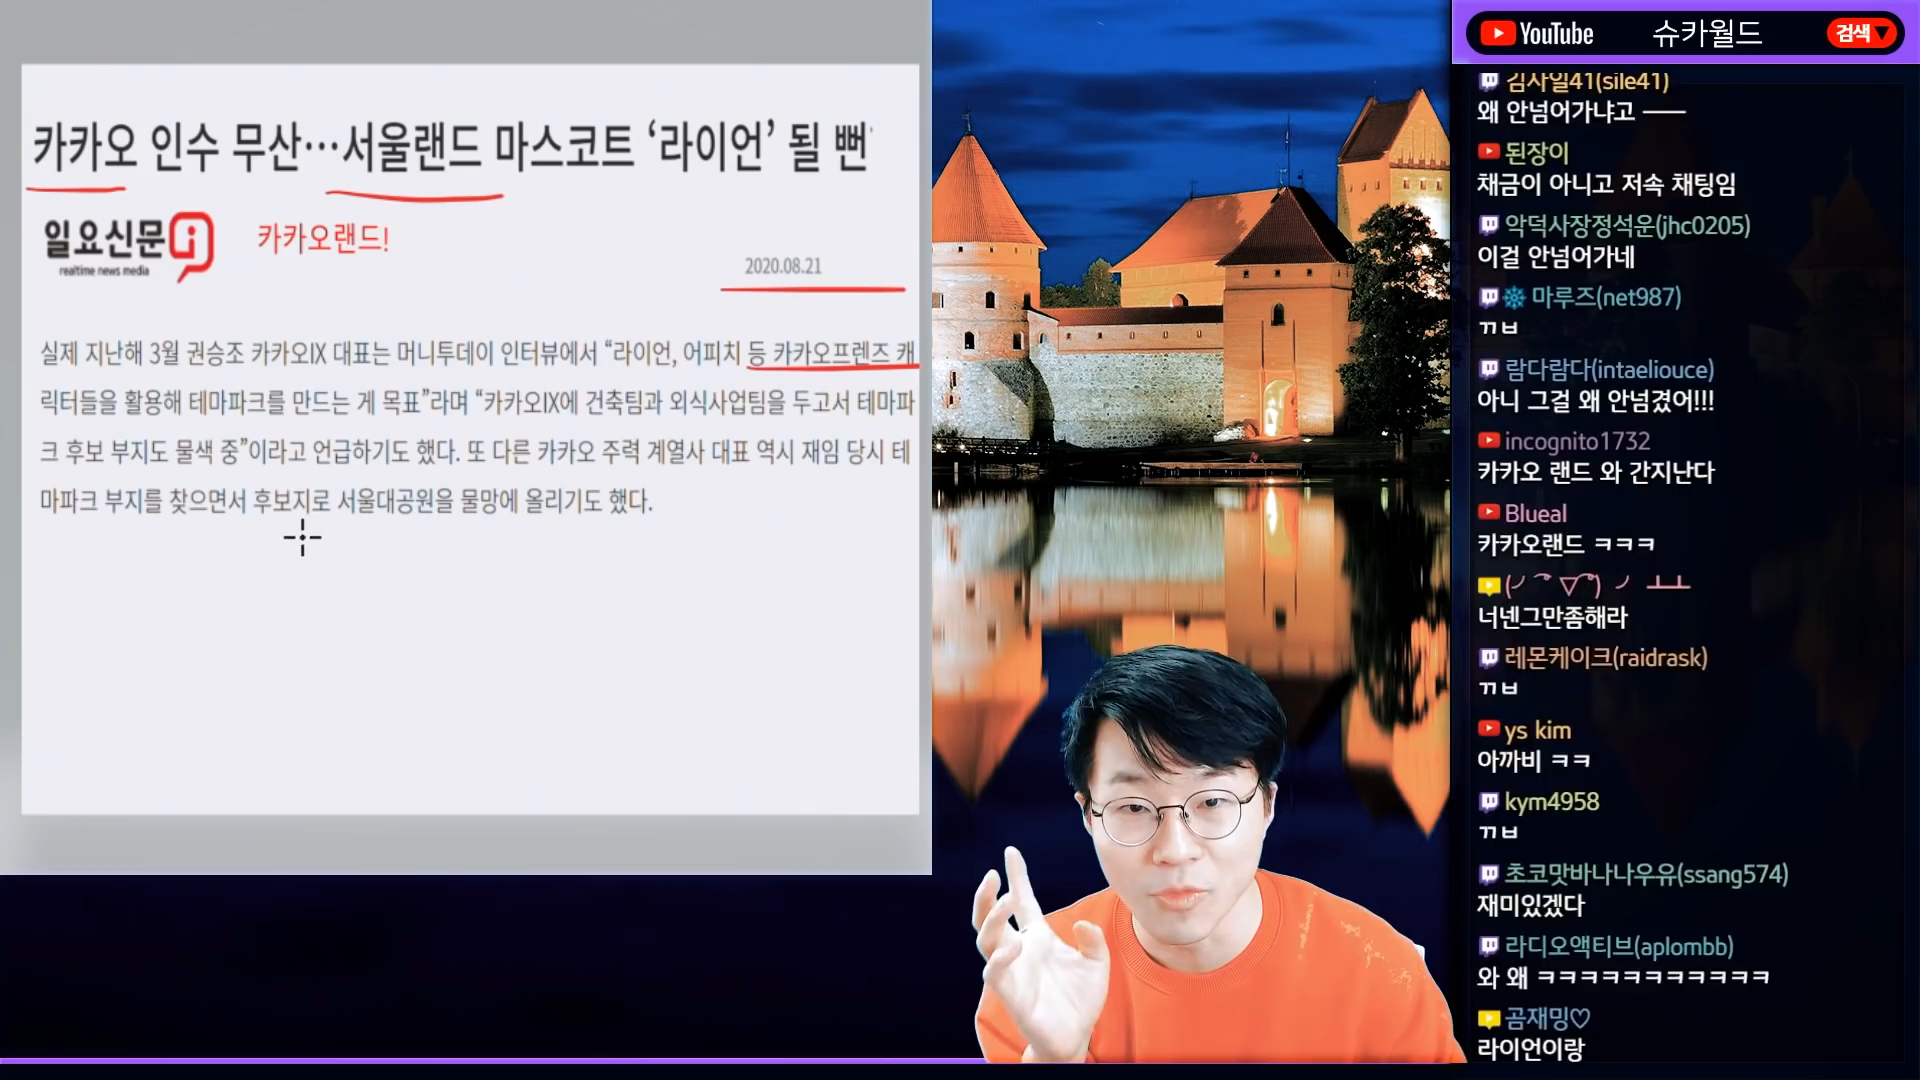 카카오 인수 무산…서울랜드 마스코트 ‘라이언’ 될 뻔
일요신문
realtime news media
카카오랜드!
2020.08.21
실제 지난해 3월 권승조 카카오IX 대표는 머니투데이 인터뷰에서 “라이언, 어피치 등 카카오프렌즈 캐
릭터들을 활용해 테마파크를 만드는 게 목표”라며 “카카오IX에 건축팀과 외식사업팀을 두고서 테마파
크 후보 부지도 물색 중”이라고 언급하기도 했다. 또 다른 카카오 주력 계열사 대표 역시 재임 당시 테
마파크 부지를 찾으면서 후보지로 서울대공원을 물망에 올리기도 했다.
YouTube 슈카월드 검색▼
김사일41(sile41)
왜 안넘어가냐고 ──
된장이
채금이 아니고 저속 채팅임
악덕사장정석운(jhc0205)
이걸 안넘어가네
마루즈(net987)
ㄲㅂ
람다람다(intaeliouce)
아니 그걸 왜 안넘겼어!!!
incognito1732
카카오 랜드 와 간지난다
Blueal
카카오랜드 ㅋㅋㅋ
(╯ ͡° ▽ ͡°) ╯ ┻┻
너넨그만좀해라
레몬케이크(raidrask)
ㄲㅂ
ys kim
아까비 ㅋㅋ
kym4958
ㄲㅂ
초코맛바나나우유(ssang574)
재미있겠다
라디오액티브(aplombb)
와 왜 ㅋㅋㅋㅋㅋㅋㅋㅋㅋㅋㅋ
곰재밍♡
라이언이랑